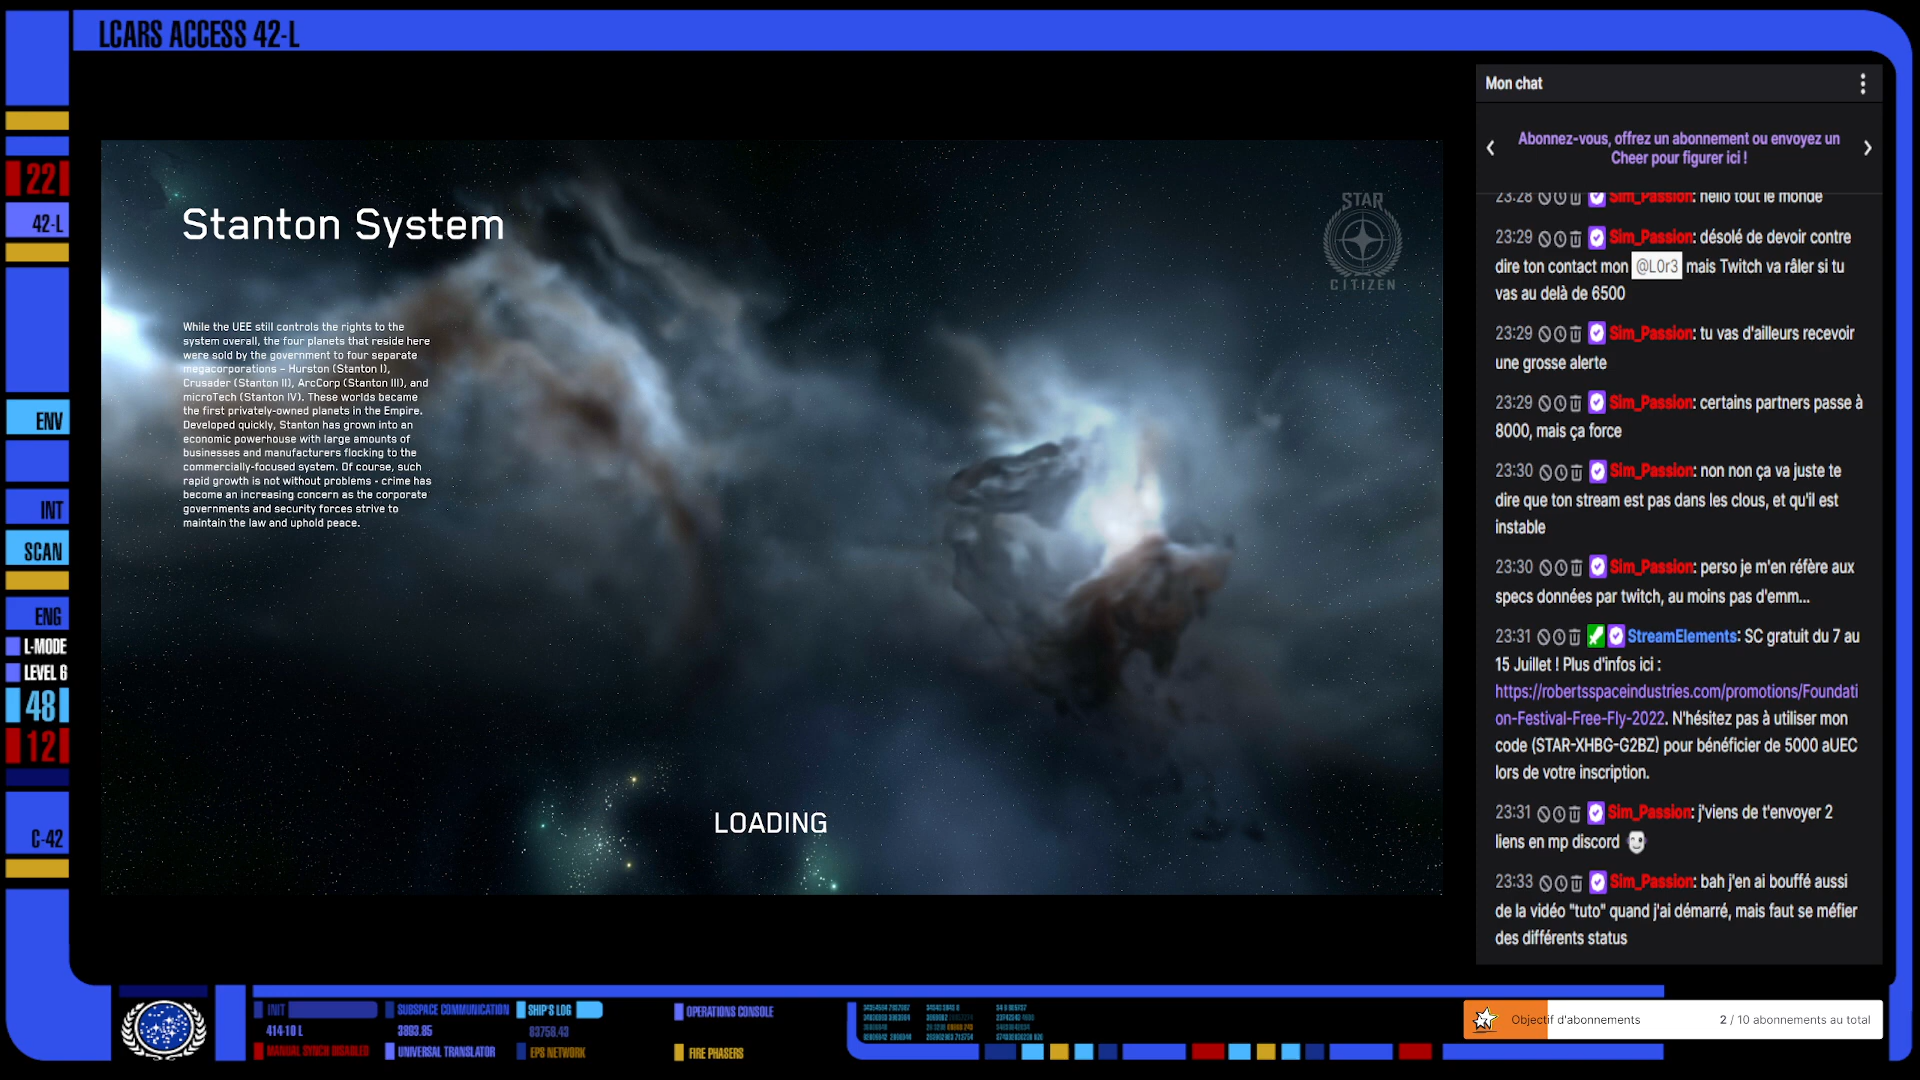 LCARS ACCESS 42-L
22
42-L
ENV
INT
SCAN
ENG
L-MODE
LEVEL 6
48
12
C-42
Stanton System
STAR
CITIZEN
While the UEE still controls the rights to the
system overall, the four planets that reside here
were sold by the government to four separate
megacorporations – Hurston (Stanton I),
Crusader (Stanton II), ArcCorp (Stanton III), and
microTech (Stanton IV). These worlds became
the first privately-owned planets in the Empire.
Developed quickly, Stanton has grown into an
economic powerhouse with large amounts of
businesses and manufacturers flocking to the
commercially-focused system. Of course, such
rapid growth is not without problems - crime has
become an increasing concern as the corporate
governments and security forces strive to
maintain the law and uphold peace.
LOADING
Mon chat
Abonnez-vous, offrez un abonnement ou envoyez un
Cheer pour figurer ici !
23:28 Sim_Passion: hello tout le monde
23:29 Sim_Passion: désolé de devoir contre
dire ton contact mon @L0r3 mais Twitch va râler si tu
vas au delà de 6500
23:29 Sim_Passion: tu vas d'ailleurs recevoir
une grosse alerte
23:29 Sim_Passion: certains partners passe à
8000, mais ça force
23:30 Sim_Passion: non non ça va juste te
dire que ton stream est pas dans les clous, et qu'il est
instable
23:30 Sim_Passion: perso je m'en réfère aux
specs données par twitch, au moins pas d'emm...
23:31 StreamElements: SC gratuit du 7 au
15 Juillet ! Plus d'infos ici :
https://robertsspaceindustries.com/promotions/Foundati
on-Festival-Free-Fly-2022. N'hésitez pas à utiliser mon
code (STAR-XHBG-G2BZ) pour bénéficier de 5000 aUEC
lors de votre inscription.
23:31 Sim_Passion: j'viens de t'envoyer 2
liens en mp discord
23:33 Sim_Passion: bah j'en ai bouffé aussi
de la vidéo "tuto" quand j'ai démarré, mais faut se méfier
des différents status
INIT
414-10 L
MANUAL SYNCH DISABLED
SUBSPACE COMMUNICATION
3803.85
UNIVERSAL TRANSLATOR
SHIP'S LOG
83758.43
EPS NETWORK
OPERATIONS CONSOLE
FIRE PHASERS
Objectif d'abonnements 2 / 10 abonnements au total